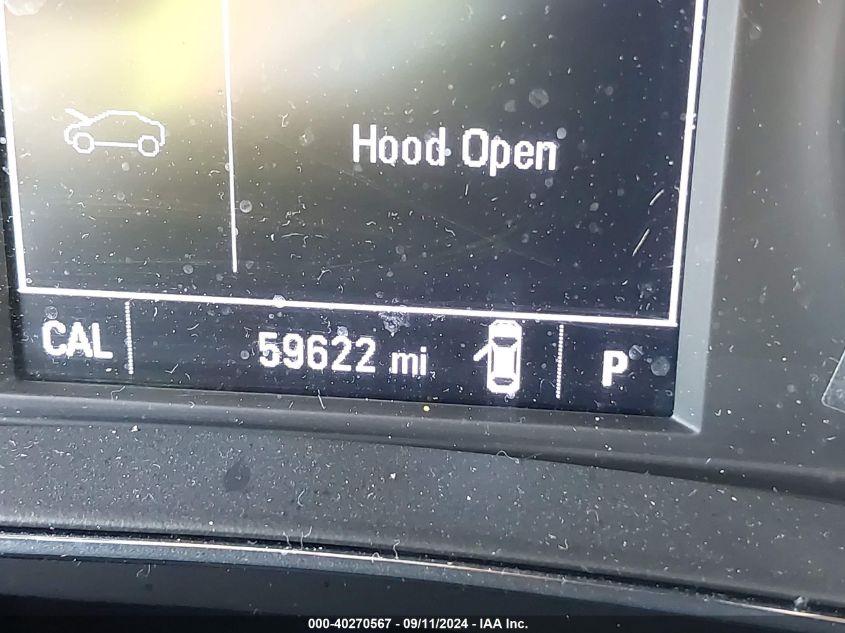 Hood Open
CAL 59622 mi P
000-40270567 - 09/11/2024 - IAA Inc.